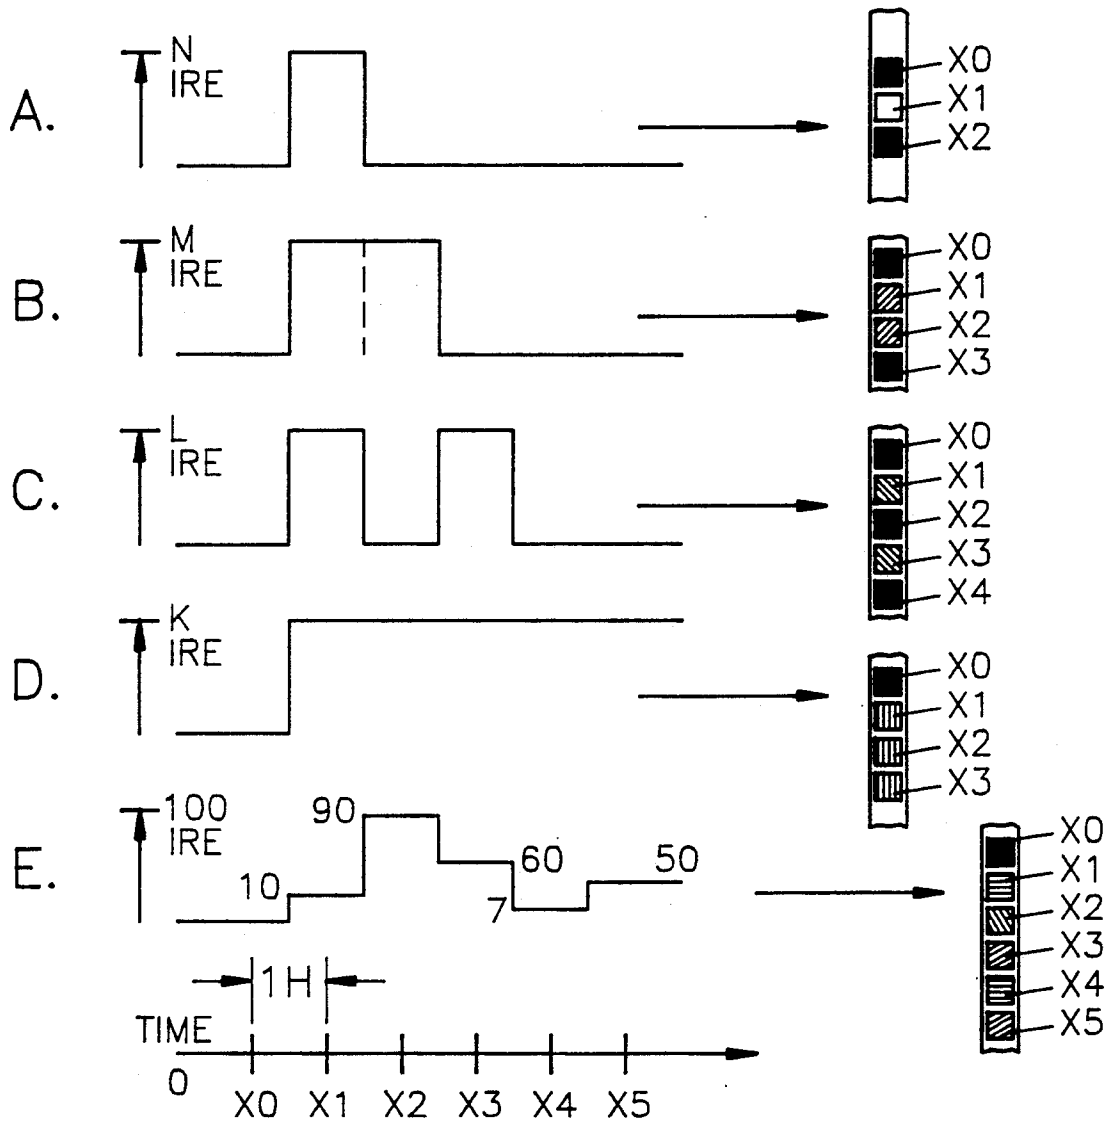 A.
N
IRE
X0
X1
X2
B.
M
IRE
X0
X1
X2
X3
C.
L
IRE
X0
X1
X2
X3
X4
D.
K
IRE
X0
X1
X2
X3
E.
100
IRE
10
90
60
7
50
X0
X1
X2
X3
X4
X5
1H
TIME
0
X0 X1 X2 X3 X4 X5